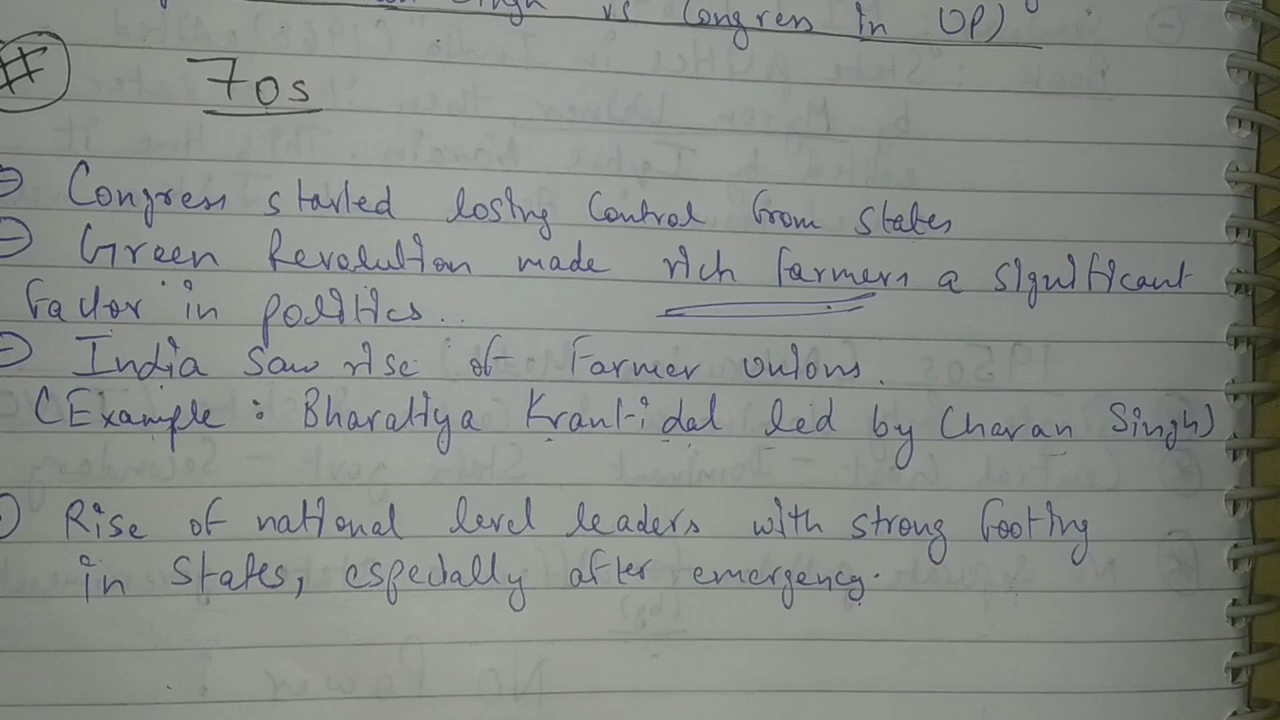 Singh vs Congress in UP)
# 70s
⇒ Congress started losing control from states
⇒ Green Revolution made rich farmers a significant
factor in politics..
⇒ India saw rise of Farmer unions.
(Example : Bharatiya Kranti dal led by Charan Singh)
⇒ Rise of national level leaders with strong footing
in states, especially after emergency.